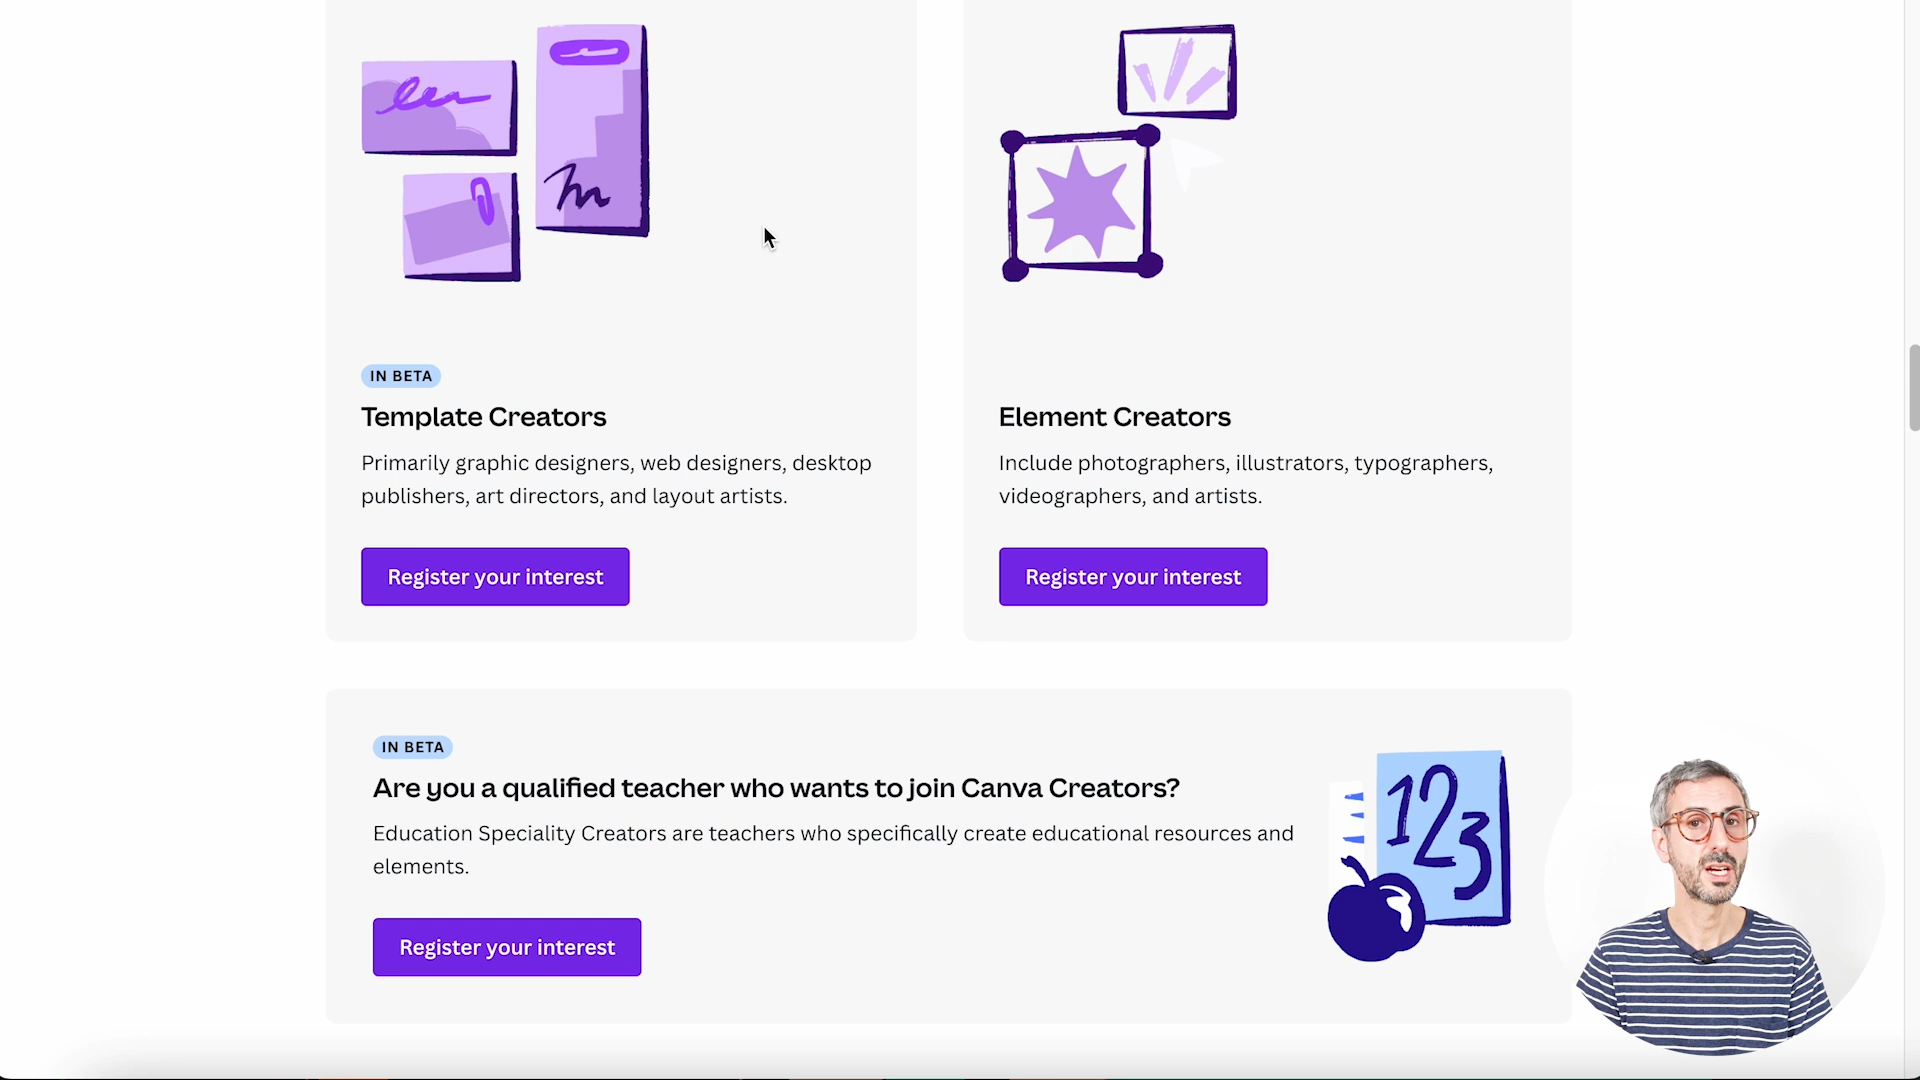 IN BETA
Template Creators
Primarily graphic designers, web designers, desktop
publishers, art directors, and layout artists.
Register your interest
Element Creators
Include photographers, illustrators, typographers,
videographers, and artists.
Register your interest
IN BETA
Are you a qualified teacher who wants to join Canva Creators?
Education Speciality Creators are teachers who specifically create educational resources and
elements.
Register your interest
123